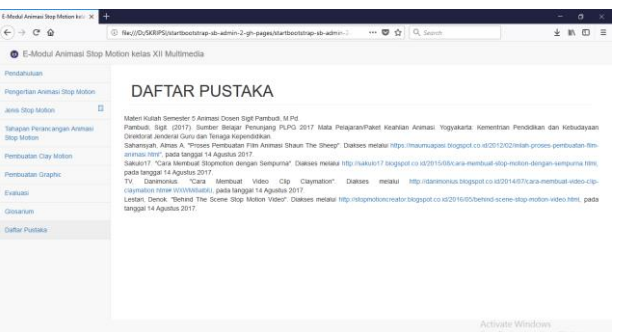 E-Modul Animasi Stop Motion kela
file:///D:/SKRIPSI/startbootstrap-sb-admin-2-gh-pages/startbootstrap-sb-admin-2
Search
E-Modul Animasi Stop Motion kelas XII Multimedia
Pendahuluan
Pengertian Animasi Stop Motion
Jenis Stop Motion
Tahapan Perancangan Animasi
Stop Motion
Pembuatan Clay Motion
Pembuatan Graphic
Evaluasi
Glosarium
Daftar Pustaka
DAFTAR PUSTAKA
Materi Kuliah Semester 5 Animasi Dosen Sigit Pambudi, M.Pd
Pambudi, Sigit. (2017). Sumber Belajar Penunjang PLPG 2017 Mata Pelajaran/Paket Keahlian Animasi. Yogyakarta: Kementrian Pendidikan dan Kebudayaan
Direktorat Jenderal Guru dan Tenaga Kependidikan.
Sahansyah, Almas A. "Proses Pembuatan Film Animasi Shaun The Sheep". Diakses melalui https://maumuapas.blogspot.co.id/2012/02/inilah-proses-pembuatan-film-
animasi.html", pada tanggal 14 Agustus 2017.
Sakulo17. "Cara Membuat Stopmotion dengan Sempurna". Diakses melalui http://sakulo17.blogspot.co.id/2015/08/cara-membuat-stop-motion-dengan-sempurna.html,
pada tanggal 14 Agustus 2017.
TV, Danimonius. "Cara Membuat Video Clip Claymation". Diakses melalui http://danimonius.blogspot.co.id/2014/07/cara-membuat-video-clip-
claymation.html# pada tanggal 14 Agustus 2017.
Lestari, Denok. "Behind The Scene Stop Motion Video". Diakses melalui http://stopmotioncreator.blogspot.co.id/2016/05/behind-scene-stop-motion-video.html, pada
tanggal 14 Agustus 2017.
Activate Windows